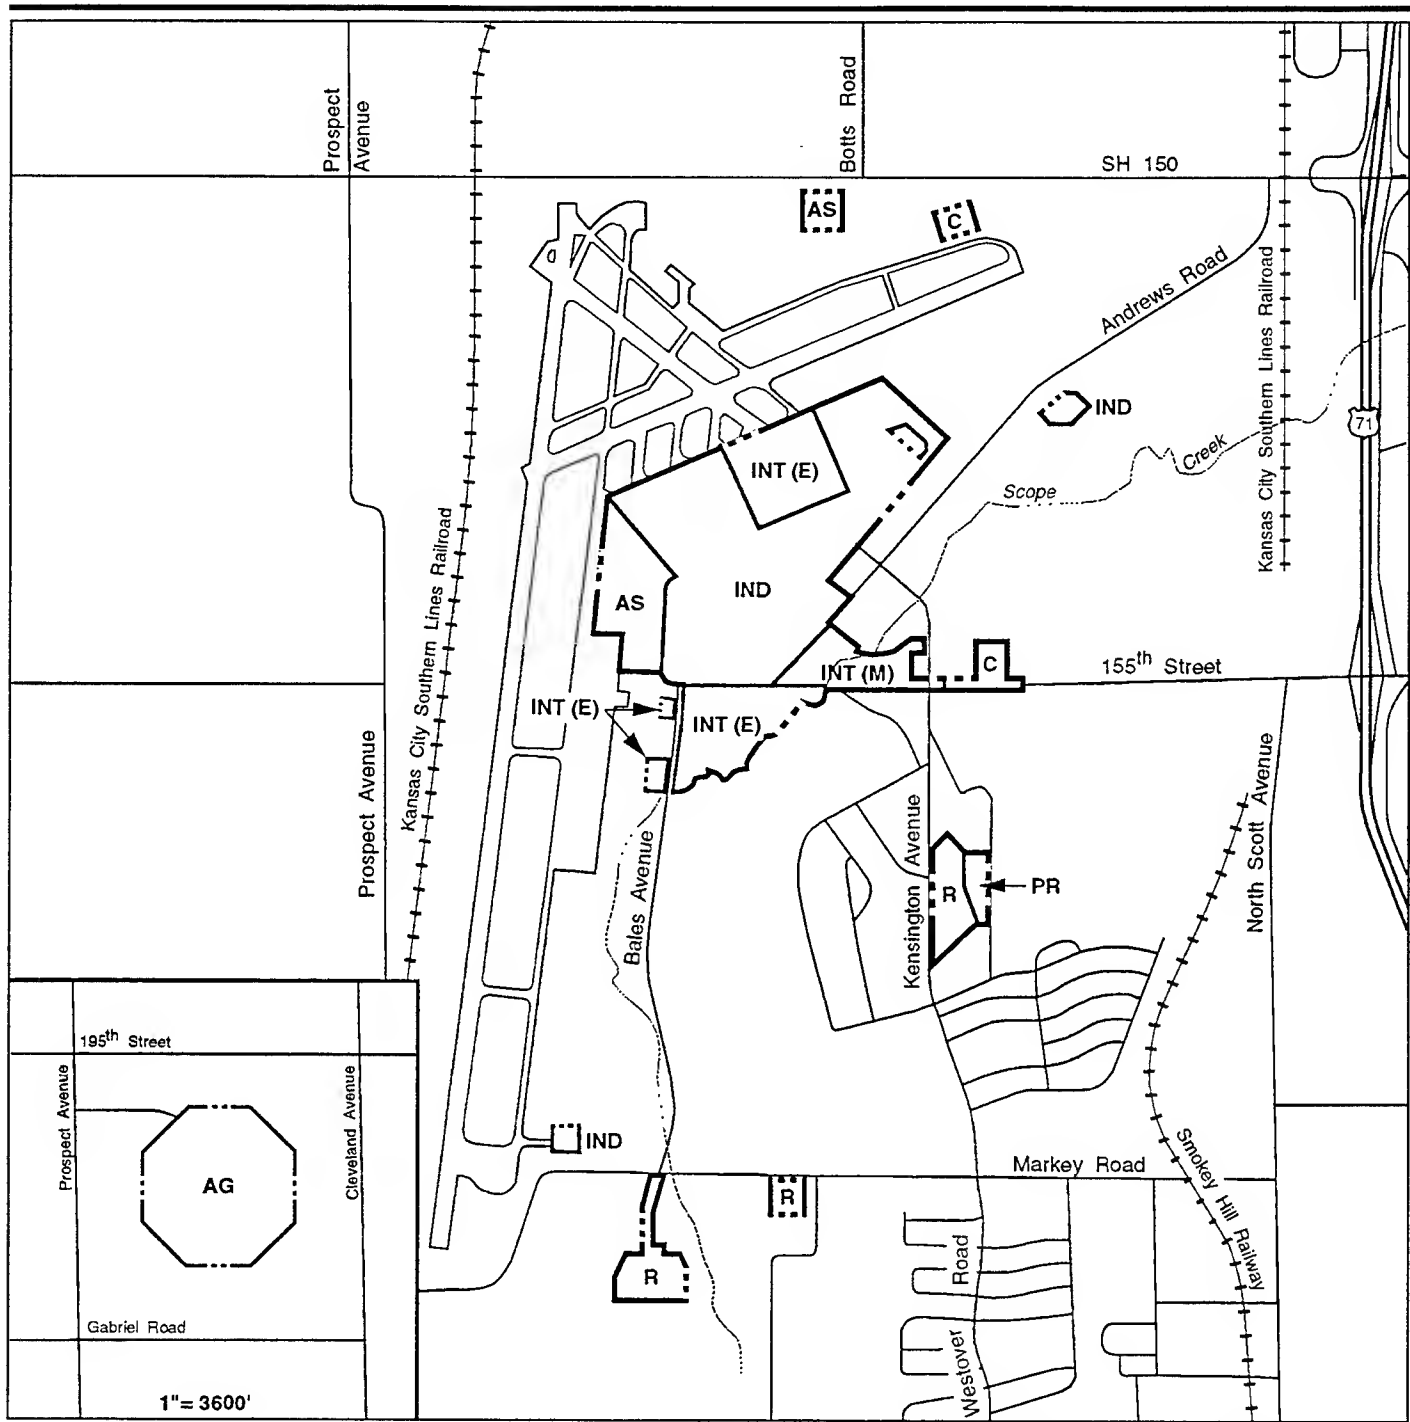 Prospect
Avenue
Botts Road
SH 150
AS
C
Andrews Road
Kansas City Southern Lines Railroad
71
IND
INT (E)
Creek
Scope
Kansas City Southern Lines Railroad
AS
IND
INT (M)
C
155th Street
INT (E)
INT (E)
Prospect Avenue
Bales Avenue
Kensington Avenue
R
PR
North Scott Avenue
195th Street
Prospect Avenue
Cleveland Avenue
AG
Gabriel Road
1"= 3600'
IND
Markey Road
R
R
Smokey Hill Railway
Westover Road